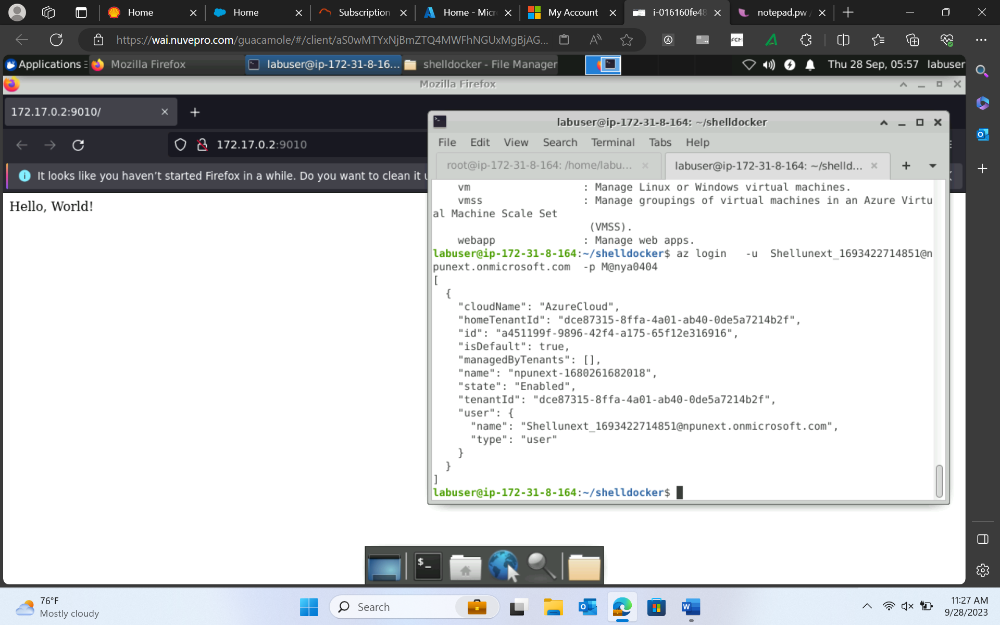 Home
Home
Subscription
Home - Micr
My Account
i-016160fe48
notepad.pw /
https://wai.nuvepro.com/guacamole/#/client/aS0wMTYxNjBmZTQ4MWFhNGUxMgBjAG...
Applications
Mozilla Firefox
labuser@ip-172-31-8-16...
shelldocker - File Manager
Thu 28 Sep, 05:57
labuser
Mozilla Firefox
172.17.0.2:9010/
172.17.0.2:9010
It looks like you haven’t started Firefox in a while. Do you want to clean it u
Hello, World!
labuser@ip-172-31-8-164: ~/shelldocker
File Edit View Search Terminal Tabs Help
root@ip-172-31-8-164: /home/labu...
labuser@ip-172-31-8-164: ~/shelld...
vm : Manage Linux or Windows virtual machines.
vmss : Manage groupings of virtual machines in an Azure Virtu
al Machine Scale Set
(VMSS).
webapp : Manage web apps.
labuser@ip-172-31-8-164:~/shelldocker$ az login -u Shellunext_1693422714851@n
punext.onmicrosoft.com -p M@nya0404
[
{
"cloudName": "AzureCloud",
"homeTenantId": "dce87315-8ffa-4a01-ab40-0de5a7214b2f",
"id": "a451199f-9896-42f4-a175-65f12e316916",
"isDefault": true,
"managedByTenants": [],
"name": "npunext-1680261682018",
"state": "Enabled",
"tenantId": "dce87315-8ffa-4a01-ab40-0de5a7214b2f",
"user": {
"name": "Shellunext_1693422714851@npunext.onmicrosoft.com",
"type": "user"
}
}
]
labuser@ip-172-31-8-164:~/shelldocker$
76°F
Mostly cloudy
Search
11:27 AM
9/28/2023